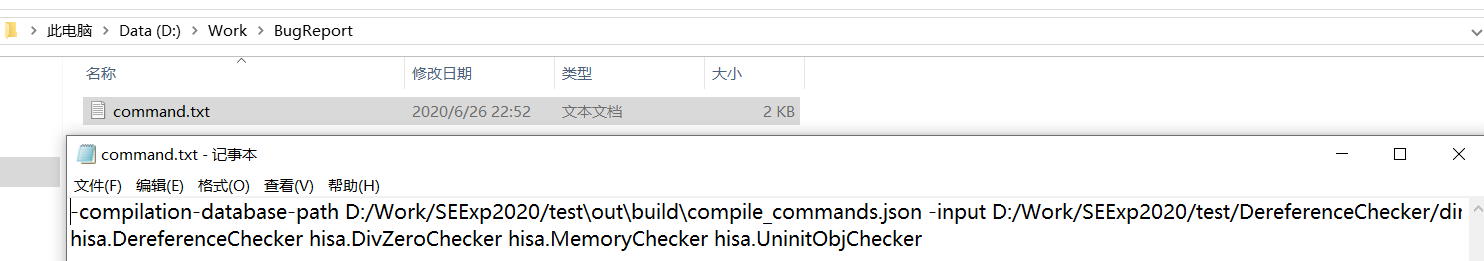 此电脑 > Data (D:) > Work > BugReport
名称 修改日期 类型 大小
command.txt 2020/6/26 22:52 文本文档 2 KB
command.txt - 记事本
文件(F) 编辑(E) 格式(O) 查看(V) 帮助(H)
-compilation-database-path D:/Work/SEExp2020/test\out\build\compile_commands.json -input D:/Work/SEExp2020/test/DereferenceChecker/dir
hisa.DereferenceChecker hisa.DivZeroChecker hisa.MemoryChecker hisa.UninitObjChecker